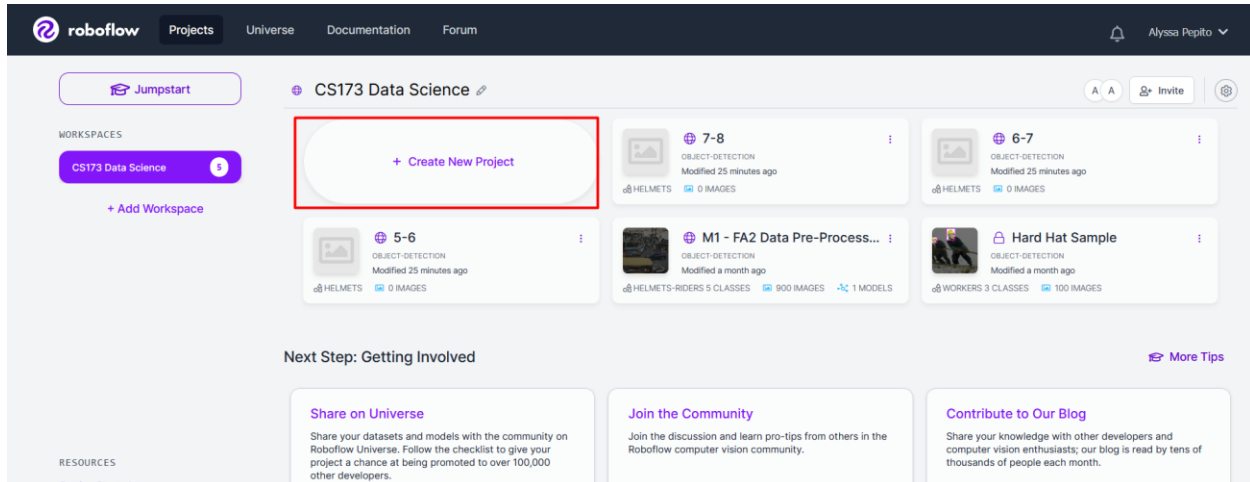 roboflow Projects Universe Documentation Forum Alyssa Pepito
Jumpstart
WORKSPACES
CS173 Data Science 5
+ Add Workspace
RESOURCES
CS173 Data Science
A A Invite
+ Create New Project
7-8
OBJECT-DETECTION
Modified 25 minutes ago
HELMETS 0 IMAGES
6-7
OBJECT-DETECTION
Modified 25 minutes ago
HELMETS 0 IMAGES
5-6
OBJECT-DETECTION
Modified 25 minutes ago
HELMETS 0 IMAGES
M1 - FA2 Data Pre-Process...
OBJECT-DETECTION
Modified a month ago
HELMETS-RIDERS 5 CLASSES 900 IMAGES 1 MODELS
Hard Hat Sample
OBJECT-DETECTION
Modified a month ago
WORKERS 3 CLASSES 100 IMAGES
Next Step: Getting Involved
More Tips
Share on Universe
Share your datasets and models with the community on
Roboflow Universe. Follow the checklist to give your
project a chance at being promoted to over 100,000
other developers.
Join the Community
Join the discussion and learn pro-tips from others in the
Roboflow computer vision community.
Contribute to Our Blog
Share your knowledge with other developers and
computer vision enthusiasts; our blog is read by tens of
thousands of people each month.